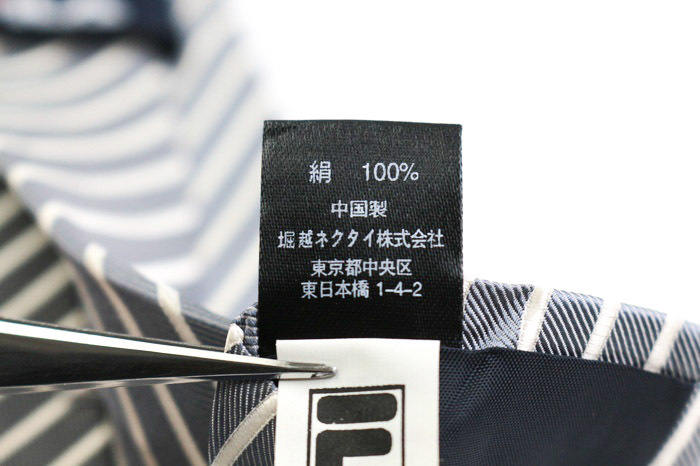 絹 100%
中国製
堀越ネクタイ株式会社
東京都中央区
東日本橋 1-4-2
F